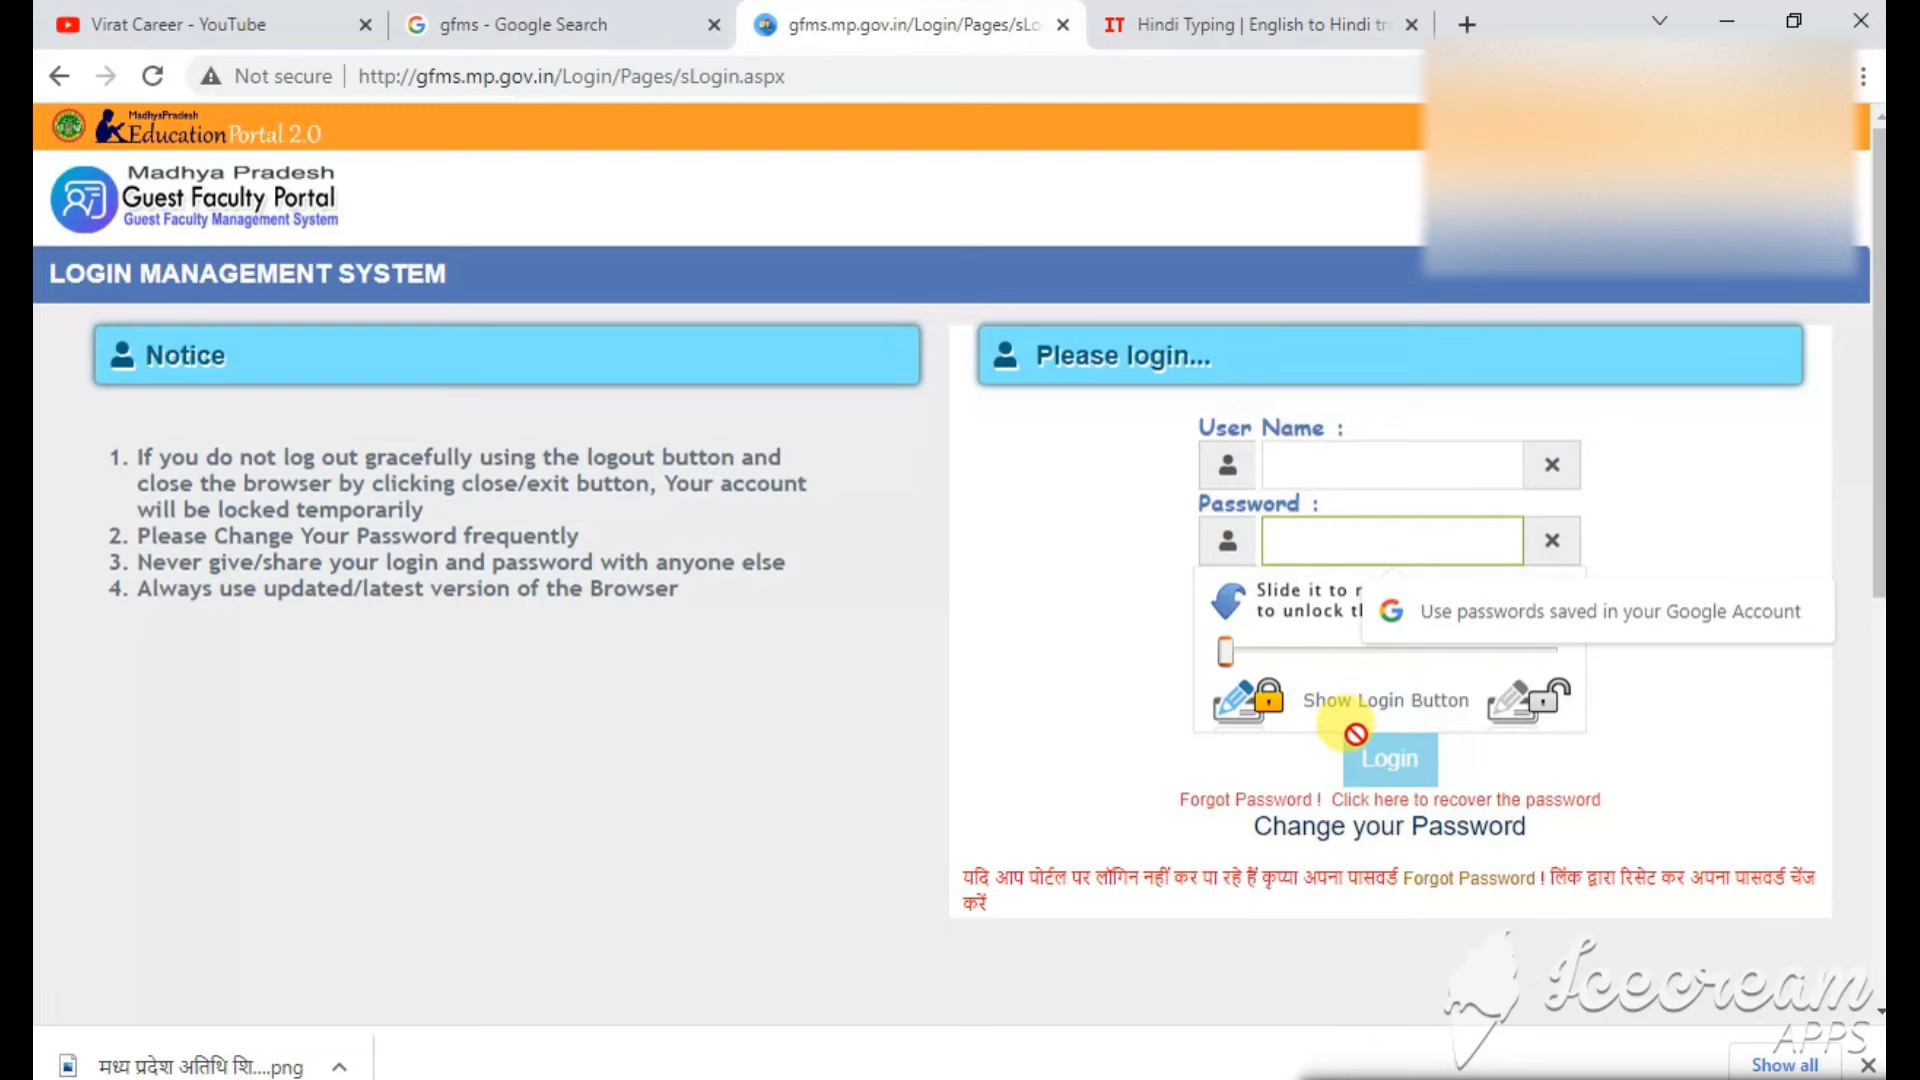 Virat Career - YouTube
gfms - Google Search
gfms.mp.gov.in/Login/Pages/sLo
IT Hindi Typing | English to Hindi tr
Not secure
http://gfms.mp.gov.in/Login/Pages/sLogin.aspx
MadhyaPradesh
Education Portal 2.0
Madhya Pradesh
Guest Faculty Portal
Guest Faculty Management System
LOGIN MANAGEMENT SYSTEM
Notice
1. If you do not log out gracefully using the logout button and
close the browser by clicking close/exit button, Your account
will be locked temporarily
2. Please Change Your Password frequently
3. Never give/share your login and password with anyone else
4. Always use updated/latest version of the Browser
Please login...
User Name :
Password :
Slide it to r
to unlock t
Use passwords saved in your Google Account
Show Login Button
Login
Forgot Password ! Click here to recover the password
Change your Password
यदि आप पोर्टल पर लॉगिन नहीं कर पा रहे हैं कृप्या अपना पासवर्ड Forgot Password ! लिंक द्वारा रिसेट कर अपना पासवर्ड चेंज
करें
Icecream
APPS
मध्य प्रदेश अतिथि शि....png
Show all